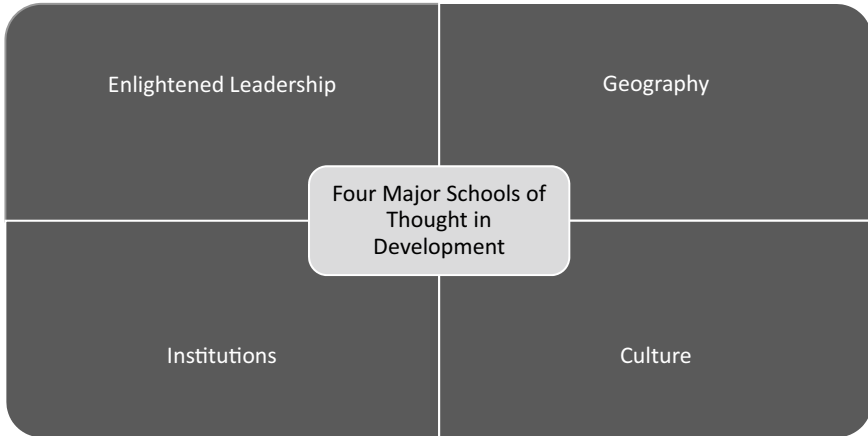 Enlightened Leadership
Geography
Four Major Schools of
Thought in
Development
Institutions
Culture